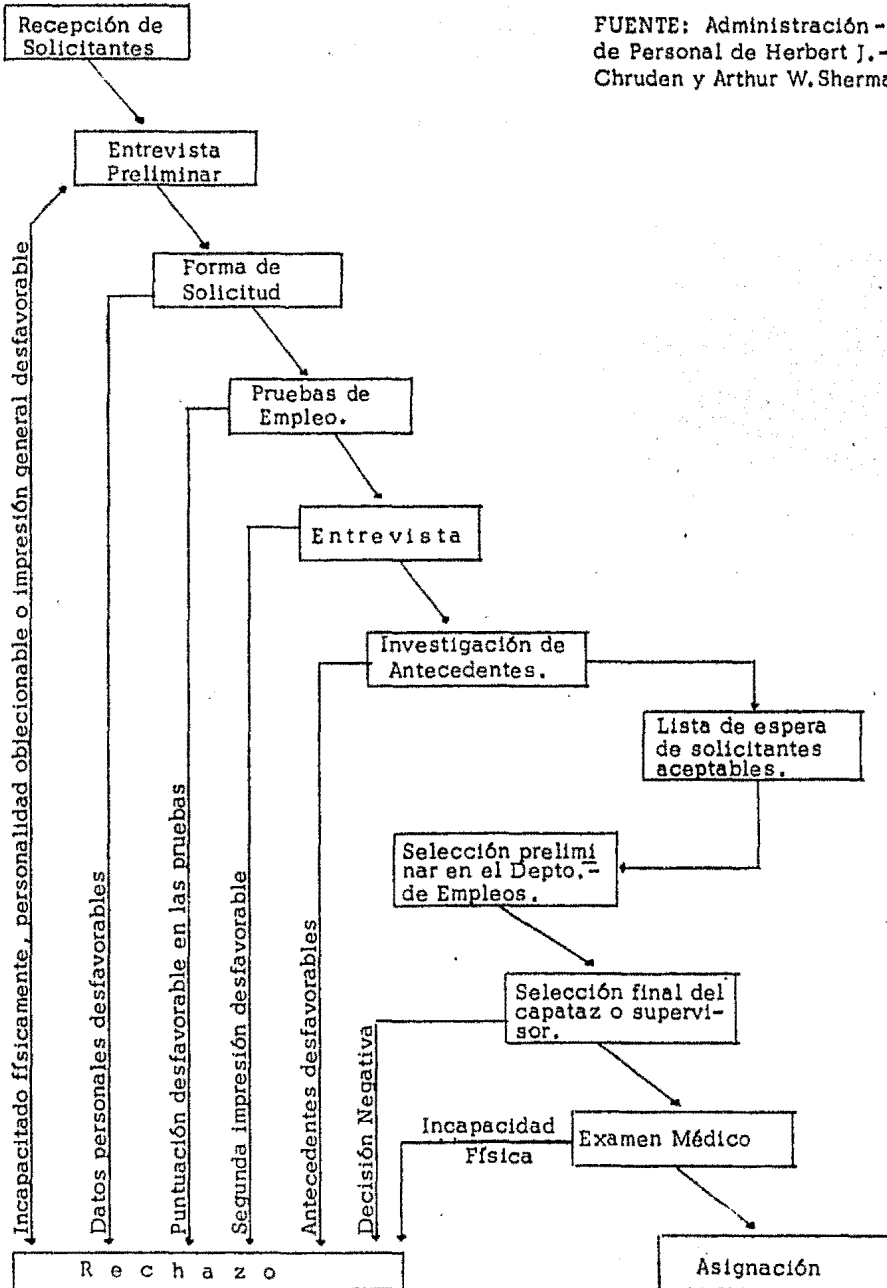 Recepción de
Solicitantes
FUENTE: Administración -
de Personal de Herbert J. -
Chruden y Arthur W. Sherma
Entrevista
Preliminar
Forma de
Solicitud
Pruebas de
Empleo.
Entrevista
Investigación de
Antecedentes.
Lista de espera
de solicitantes
aceptables.
Selección prelimi
nar en el Depto. -
de Empleos.
Selección final del
capataz o supervi-
sor.
Examen Médico
Incapacidad
Física
Incapacitado físicamente, personalidad objecionable o impresión general desfavorable
Datos personales desfavorables
Puntuación desfavorable en las pruebas
Segunda impresión desfavorable
Antecedentes desfavorables
Decisión Negativa
Rechazo
Asignación